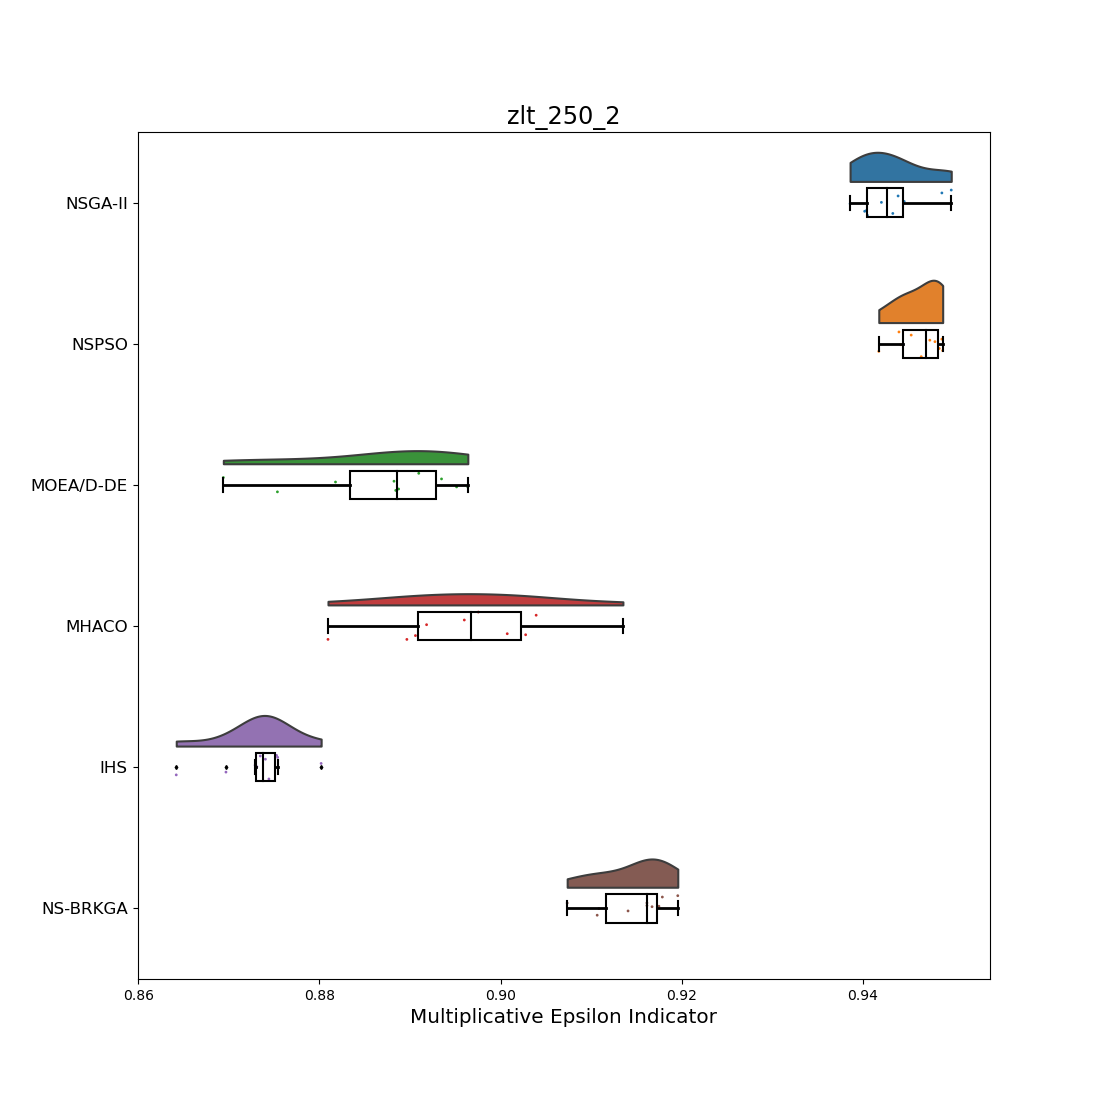 zlt_250_2
NSGA-II
NSPSO
MOEA/D-DE
MHACO
IHS
NS-BRKGA
0.86 0.88 0.90 0.92 0.94
Multiplicative Epsilon Indicator